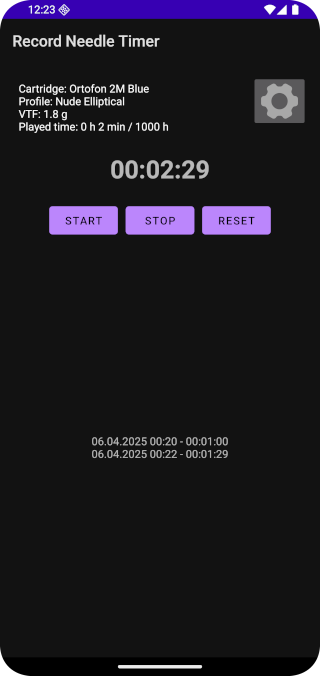 12:23
Record Needle Timer
Cartridge: Ortofon 2M Blue
Profile: Nude Elliptical
VTF: 1.8 g
Played time: 0 h 2 min / 1000 h
00:02:29
START STOP RESET
06.04.2025 00:20 - 00:01:00
06.04.2025 00:22 - 00:01:29